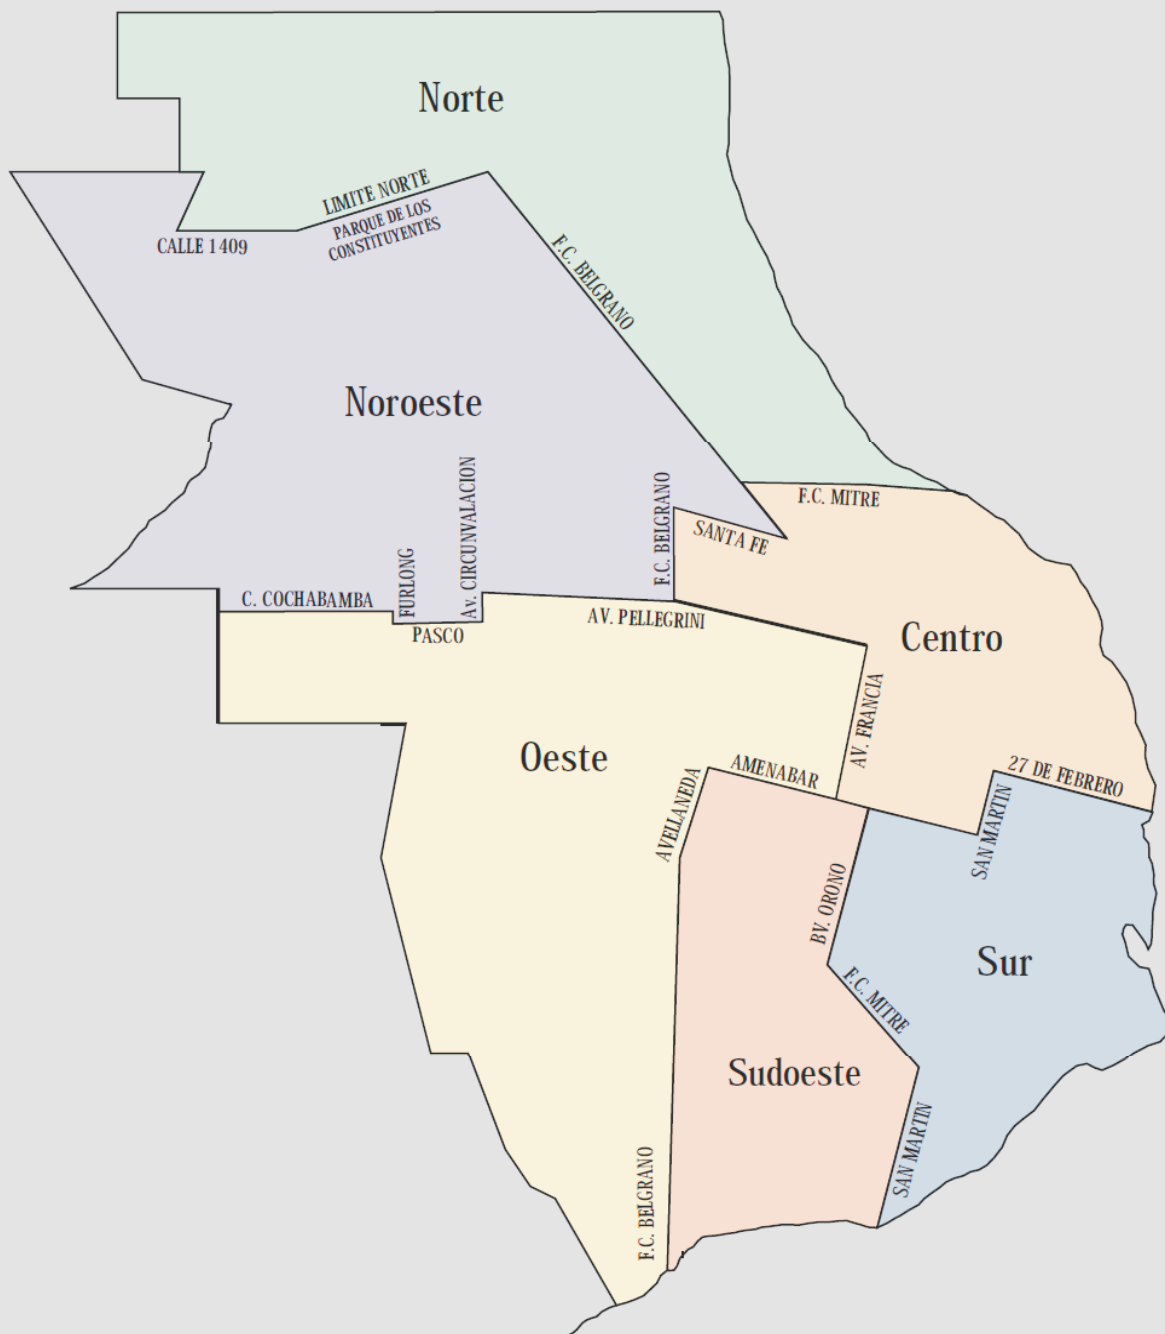 Norte
LIMITE NORTE
PARQUE DE LOS
CONSTITUYENTES
CALLE 1409
F.C. BELGRANO
Noroeste
F.C. BELGRANO
Av. CIRCUNVALACION
F.C. MITRE
SANTA FE
FURLONG
C. COCHABAMBA
PASCO
AV. PELLEGRINI
Centro
AV. FRANCIA
Oeste
AMENABAR
27 DE FEBRERO
AVELLANEDA
SAN MARTIN
BV. ORONO
Sur
F.C. MITRE
Sudoeste
SAN MARTIN
F.C. BELGRANO